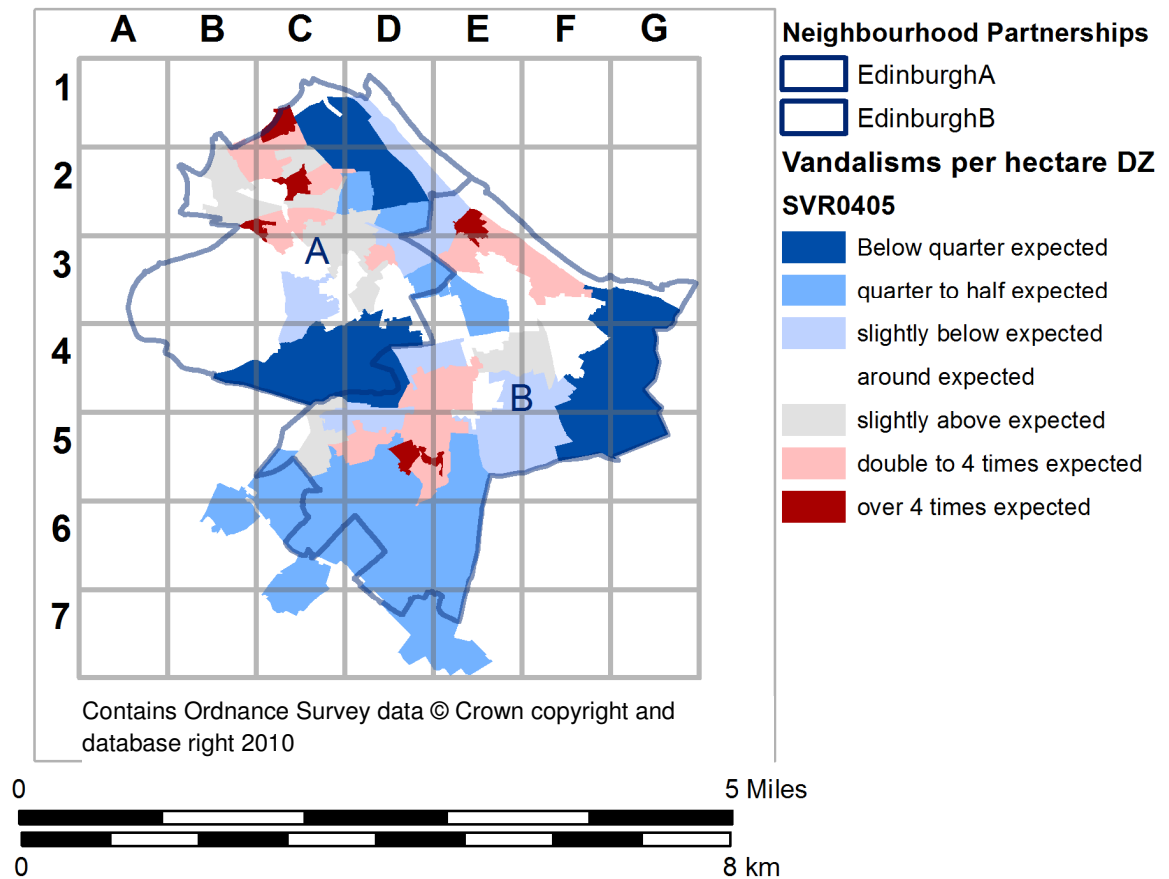 A B C D E F G
1
2
3
4
5
6
7
A
B
Neighbourhood Partnerships
EdinburghA
EdinburghB
Vandalisms per hectare DZ
SVR0405
Below quarter expected
quarter to half expected
slightly below expected
around expected
slightly above expected
double to 4 times expected
over 4 times expected
Contains Ordnance Survey data © Crown copyright and
database right 2010
0 5 Miles
0 8 km